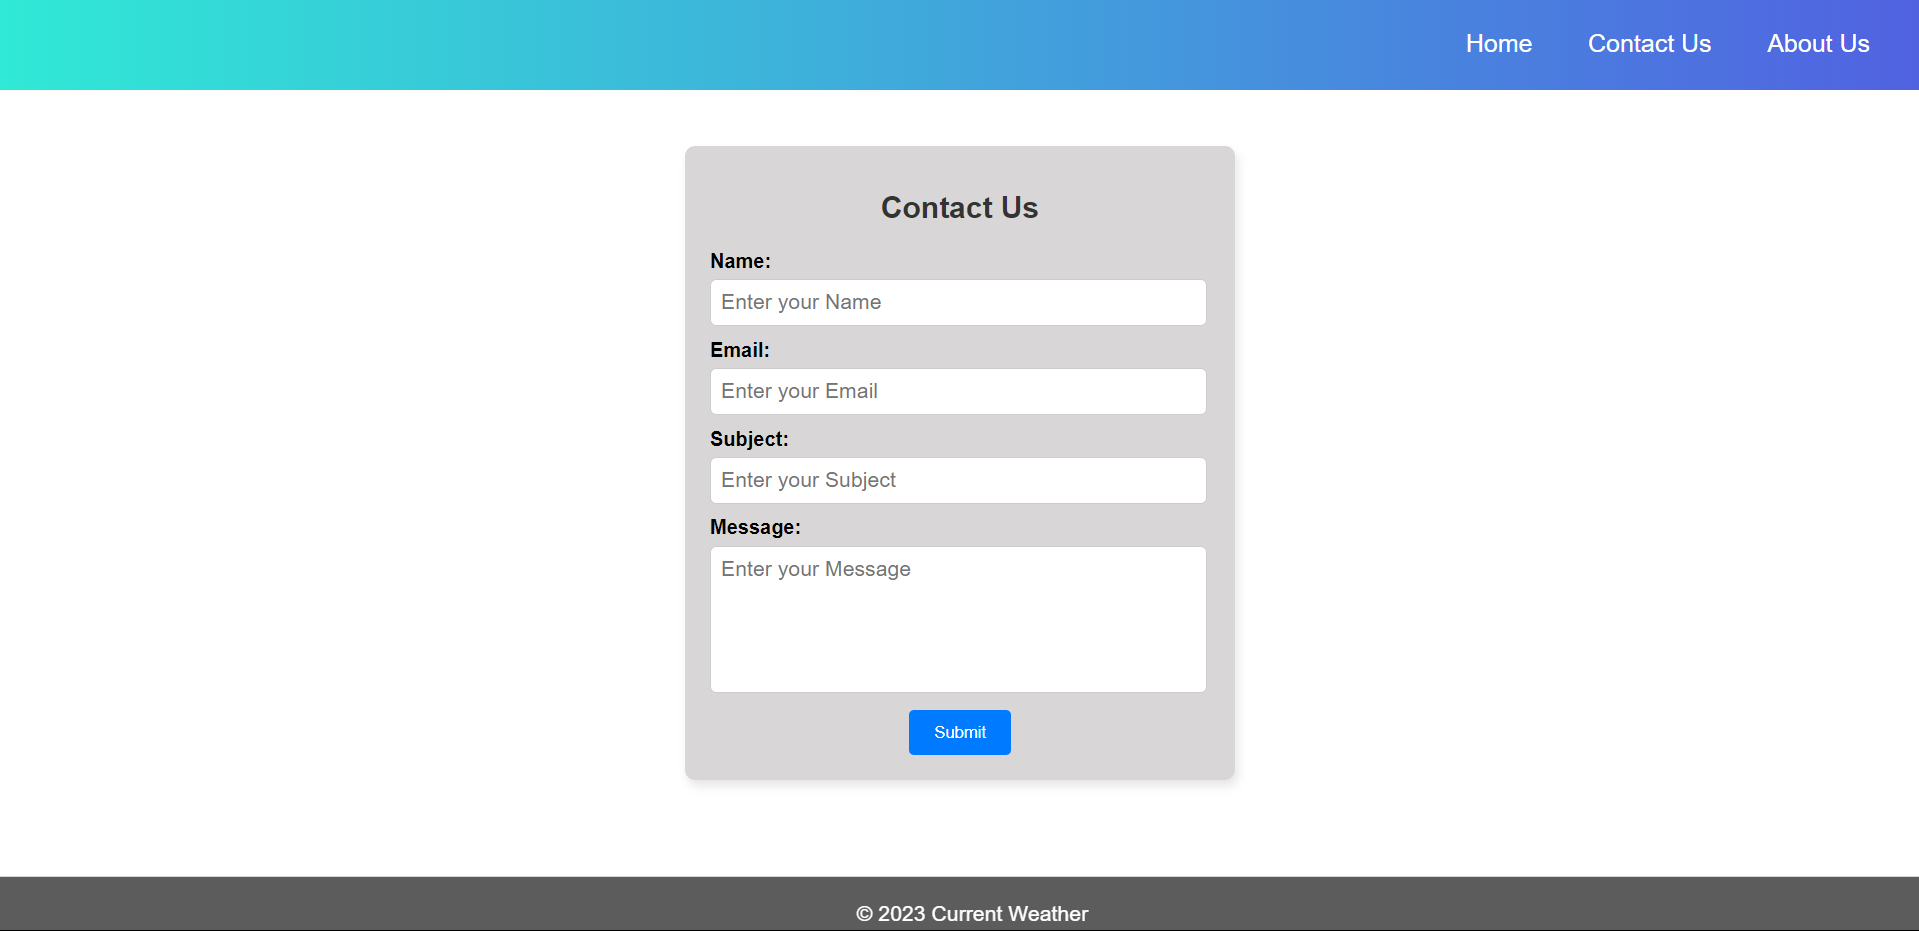 Home Contact Us About Us
Contact Us
Name:
Enter your Name
Email:
Enter your Email
Subject:
Enter your Subject
Message:
Enter your Message
Submit
© 2023 Current Weather